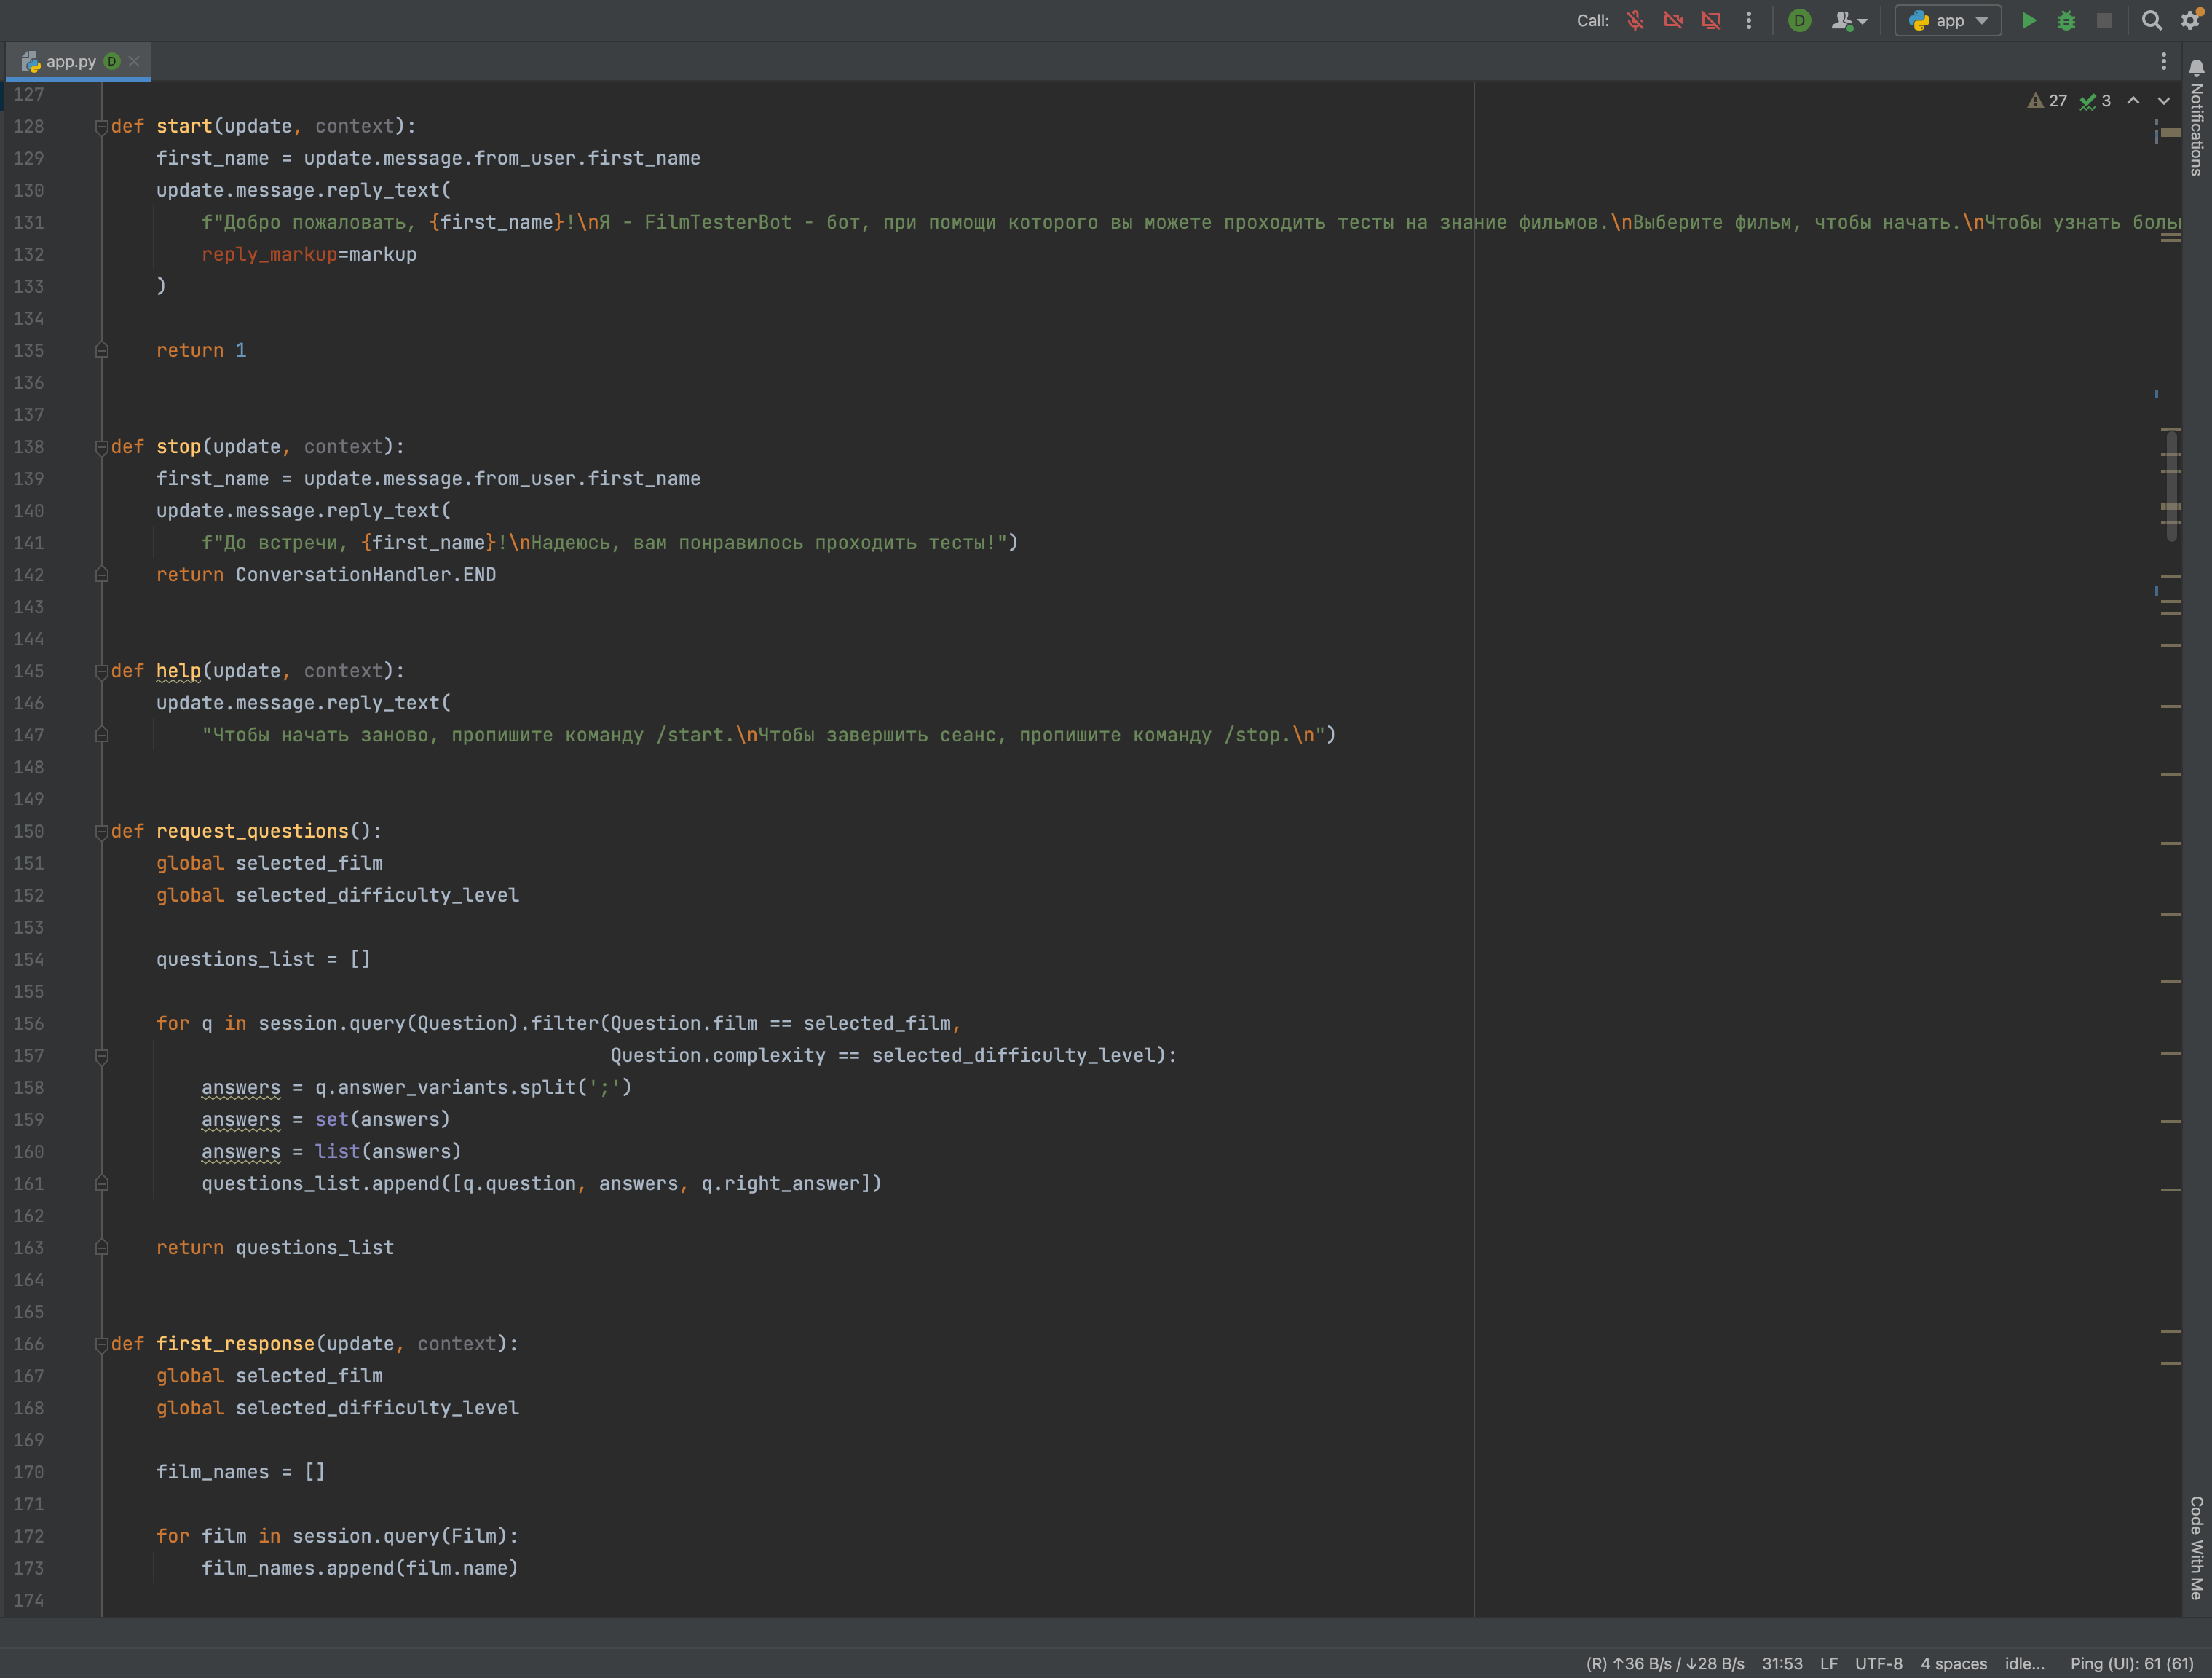 Call:
D
app
app.py D
27 3
Notifications
127
128 def start(update, context):
129 first_name = update.message.from_user.first_name
130 update.message.reply_text(
131 f"Добро пожаловать, {first_name}!\nЯ - FilmTesterBot - бот, при помощи которого вы можете проходить тесты на знание фильмов.\nВыберите фильм, чтобы начать.\nЧтобы узнать боль
132 reply_markup=markup
133 )
134
135 return 1
136
137
138 def stop(update, context):
139 first_name = update.message.from_user.first_name
140 update.message.reply_text(
141 f"До встречи, {first_name}!\nНадеюсь, вам понравилось проходить тесты!")
142 return ConversationHandler.END
143
144
145 def help(update, context):
146 update.message.reply_text(
147 "Чтобы начать заново, пропишите команду /start.\nЧтобы завершить сеанс, пропишите команду /stop.\n")
148
149
150 def request_questions():
151 global selected_film
152 global selected_difficulty_level
153
154 questions_list = []
155
156 for q in session.query(Question).filter(Question.film == selected_film,
157 Question.complexity == selected_difficulty_level):
158 answers = q.answer_variants.split(';')
159 answers = set(answers)
160 answers = list(answers)
161 questions_list.append([q.question, answers, q.right_answer])
162
163 return questions_list
164
165
166 def first_response(update, context):
167 global selected_film
168 global selected_difficulty_level
169
170 film_names = []
171
172 for film in session.query(Film):
173 film_names.append(film.name)
174
Code With Me
(R) ↑36 B/s / ↓28 B/s 31:53 LF UTF-8 4 spaces idle... Ping (UI): 61 (61)